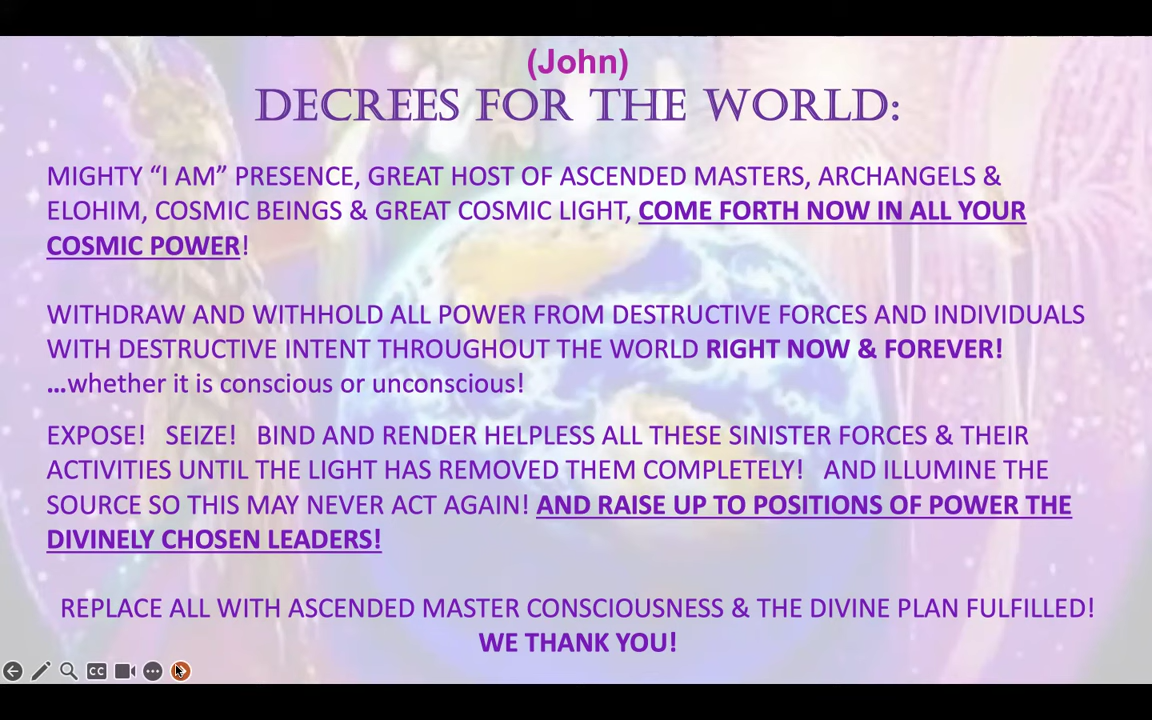 (John)
DECREES FOR THE WORLD:
MIGHTY “I AM” PRESENCE, GREAT HOST OF ASCENDED MASTERS, ARCHANGELS &
ELOHIM, COSMIC BEINGS & GREAT COSMIC LIGHT, COME FORTH NOW IN ALL YOUR
COSMIC POWER!
WITHDRAW AND WITHHOLD ALL POWER FROM DESTRUCTIVE FORCES AND INDIVIDUALS
WITH DESTRUCTIVE INTENT THROUGHOUT THE WORLD RIGHT NOW & FOREVER!
…whether it is conscious or unconscious!
EXPOSE! SEIZE! BIND AND RENDER HELPLESS ALL THESE SINISTER FORCES & THEIR
ACTIVITIES UNTIL THE LIGHT HAS REMOVED THEM COMPLETELY! AND ILLUMINE THE
SOURCE SO THIS MAY NEVER ACT AGAIN! AND RAISE UP TO POSITIONS OF POWER THE
DIVINELY CHOSEN LEADERS!
REPLACE ALL WITH ASCENDED MASTER CONSCIOUSNESS & THE DIVINE PLAN FULFILLED!
WE THANK YOU!
CC